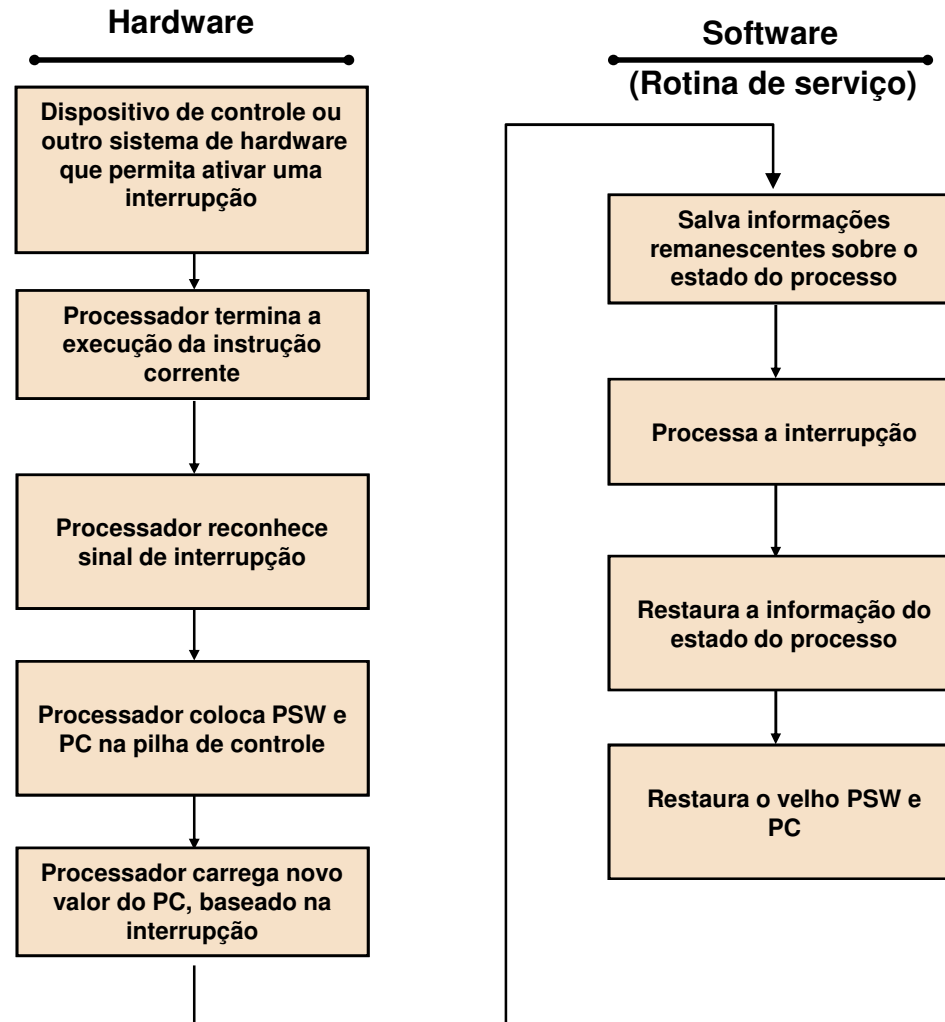 Hardware
Dispositivo de controle ou
outro sistema de hardware
que permita ativar uma
interrupção
Processador termina a
execução da instrução
corrente
Processador reconhece
sinal de interrupção
Processador coloca PSW e
PC na pilha de controle
Processador carrega novo
valor do PC, baseado na
interrupção
Software
(Rotina de serviço)
Salva informações
remanescentes sobre o
estado do processo
Processa a interrupção
Restaura a informação do
estado do processo
Restaura o velho PSW e
PC